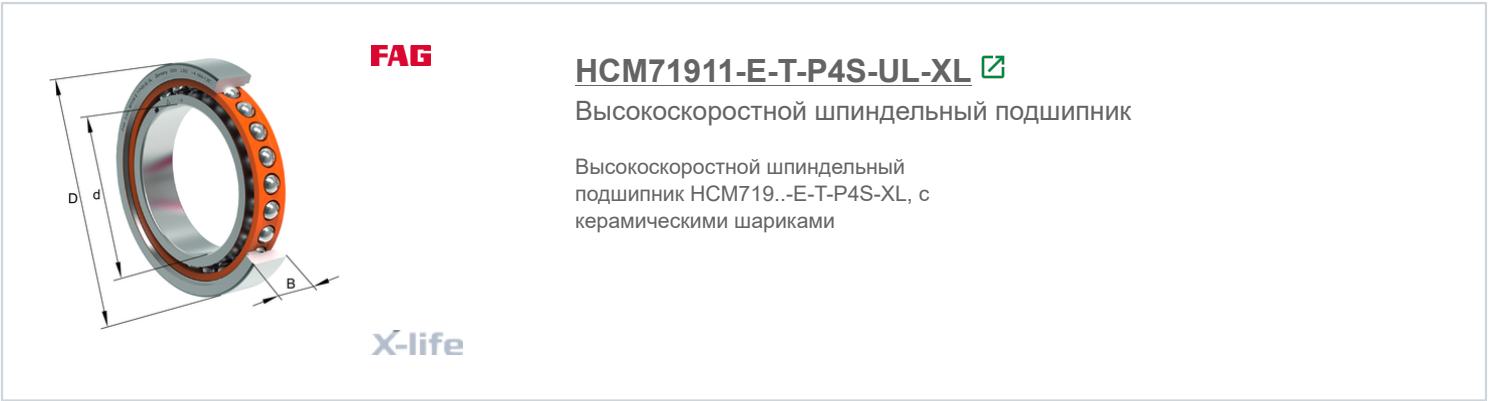 FAG
HCM71911-E-T-P4S-UL-XL
Высокоскоростной шпиндельный подшипник
Высокоскоростной шпиндельный
подшипник HCM719..-E-T-P4S-XL, с
керамическими шариками
D
d
B
X-life